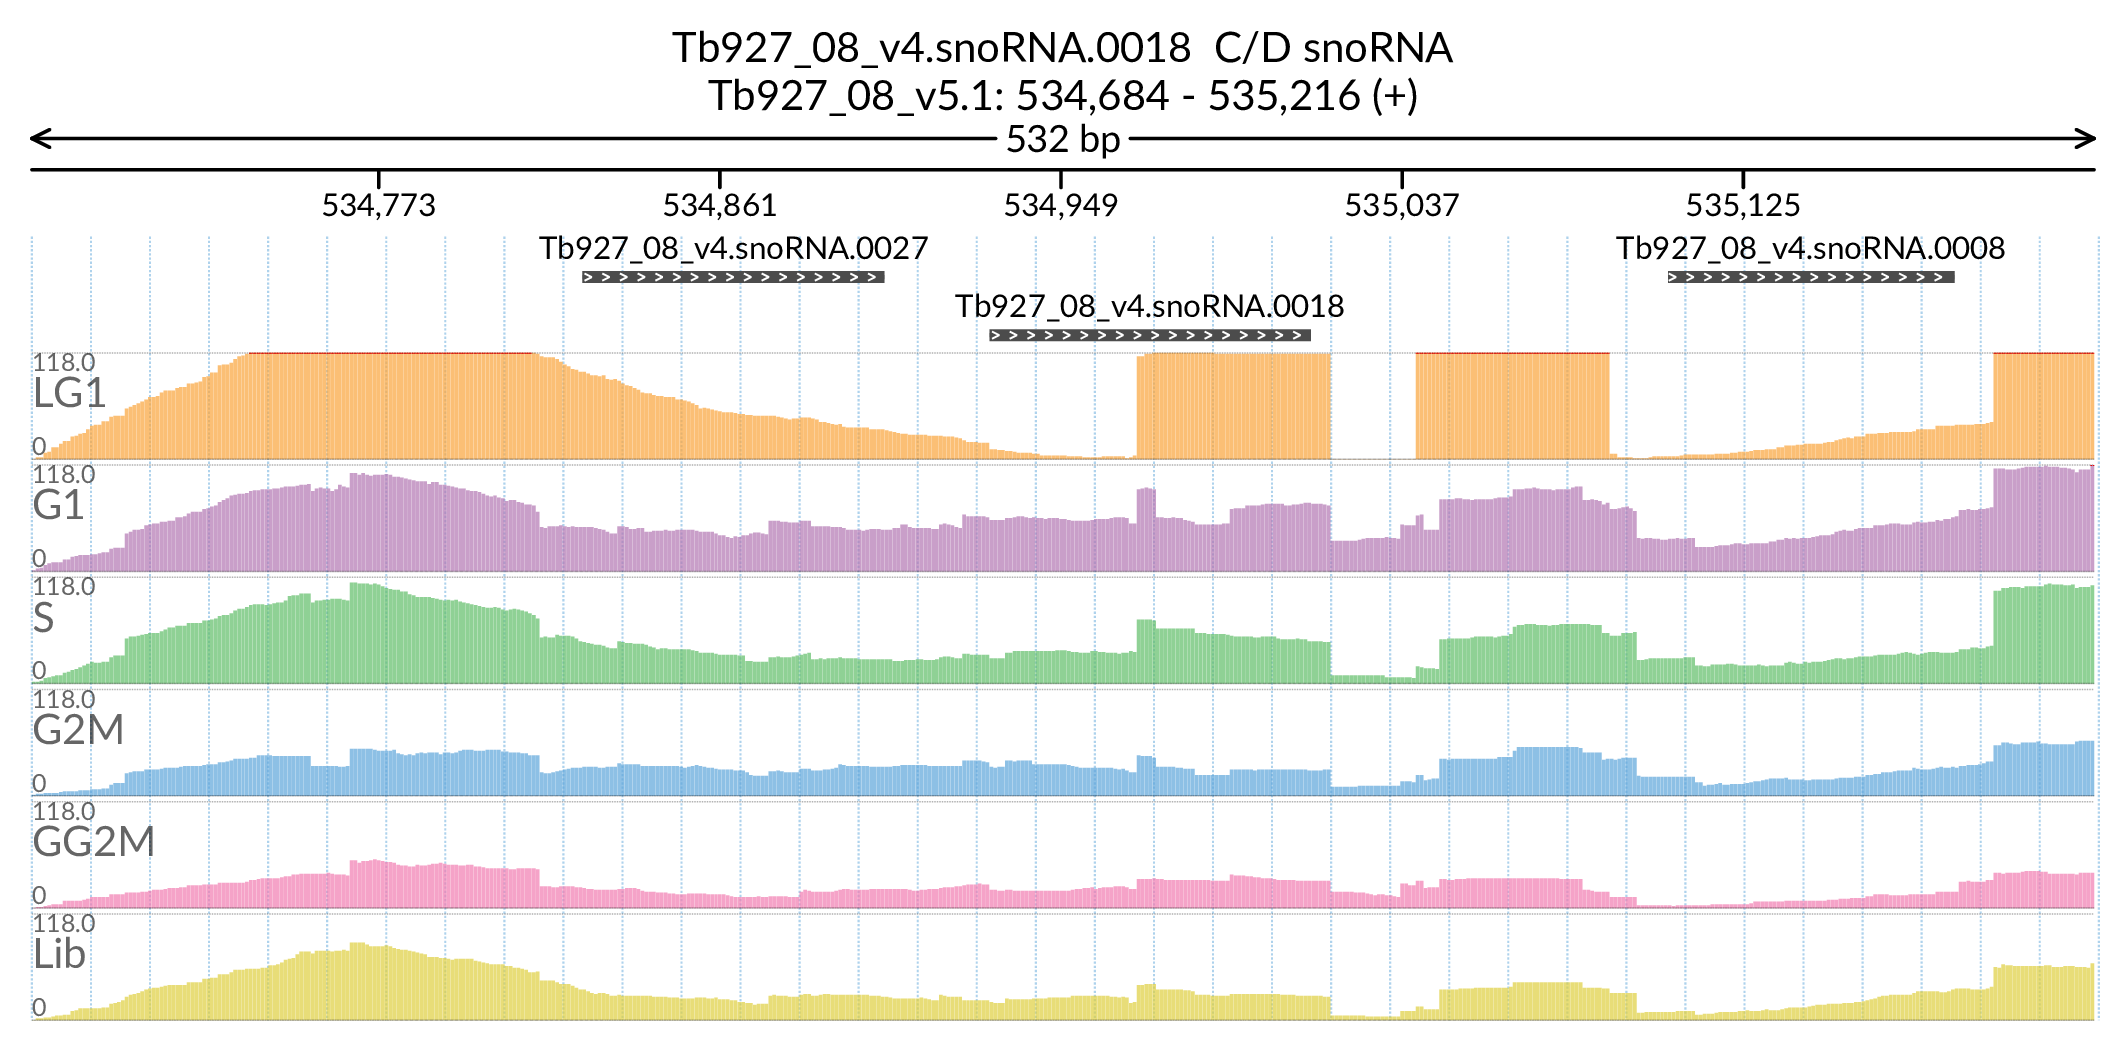 Tb927_08_v4.snoRNA.0018  C/D snoRNA
Tb927_08_v5.1: 534,684 - 535,216 (+)
532 bp
534,773 534,861 534,949 535,037 535,125
Tb927_08_v4.snoRNA.0027 Tb927_08_v4.snoRNA.0008
Tb927_08_v4.snoRNA.0018
118.0
LG1
0
118.0
G1
0
118.0
S
0
118.0
G2M
0
118.0
GG2M
0
118.0
Lib
0